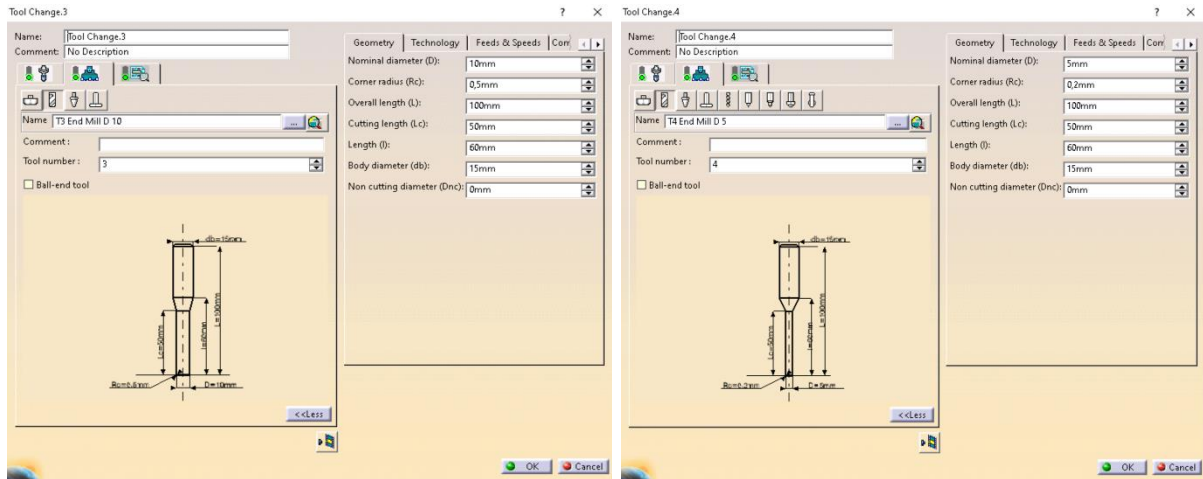 Tool Change.3 ? ×
Name: Tool Change.3
Comment: No Description
Name T3 End Mill D 10 ...
Comment :
Tool number : 3
Ball-end tool
db=15mm
L=100mm
Lc=50mm
l=60mm
Rc=0.5mm
D=10mm
<<Less
Geometry Technology Feeds & Speeds Com
Nominal diameter (D): 10mm
Corner radius (Rc): 0,5mm
Overall length (L): 100mm
Cutting length (Lc): 50mm
Length (l): 60mm
Body diameter (db): 15mm
Non cutting diameter (Dnc): 0mm
OK Cancel
Tool Change.4 ? ×
Name: Tool Change.4
Comment: No Description
Name T4 End Mill D 5 ...
Comment :
Tool number : 4
Ball-end tool
db=15mm
L=100mm
Lc=50mm
l=60mm
Rc=0.2mm
D=5mm
<<Less
Geometry Technology Feeds & Speeds Com
Nominal diameter (D): 5mm
Corner radius (Rc): 0,2mm
Overall length (L): 100mm
Cutting length (Lc): 50mm
Length (l): 60mm
Body diameter (db): 15mm
Non cutting diameter (Dnc): 0mm
OK Cancel